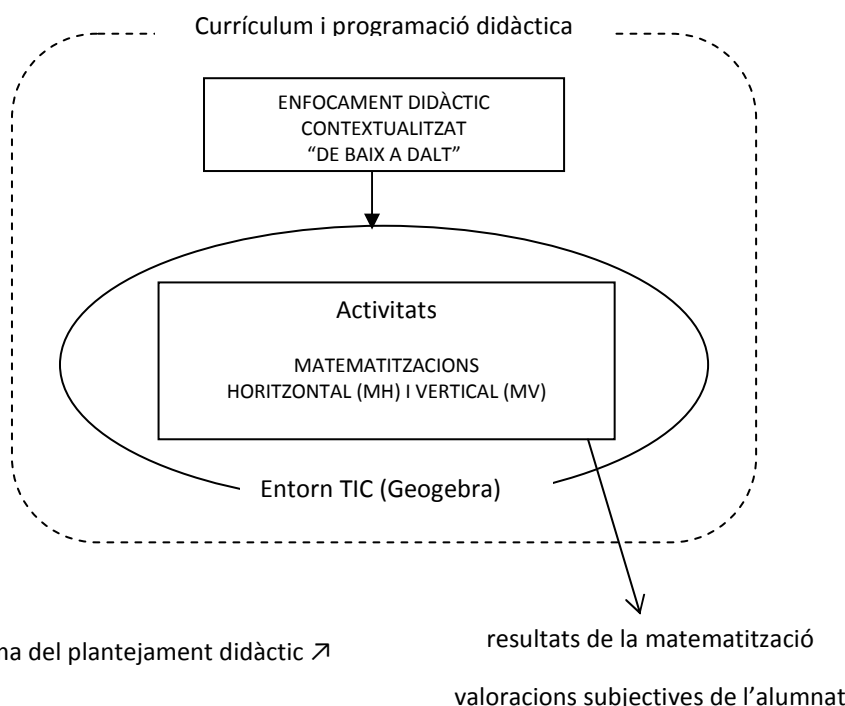 Currículum i programació didàctica
ENFOCAMENT DIDÀCTIC
CONTEXTUALITZAT
“DE BAIX A DALT”
Activitats
MATEMATITZACIONS
HORITZONTAL (MH) I VERTICAL (MV)
Entorn TIC (Geogebra)
del plantejament didàctic ↗
resultats de la matematització
valoracions subjectives de l’alumnat